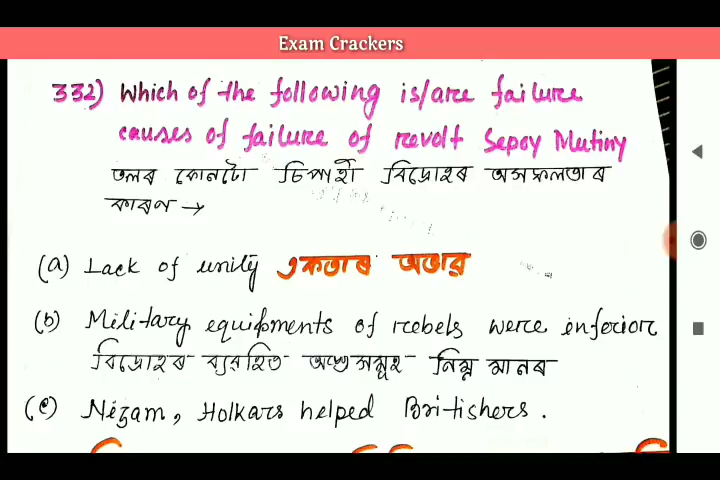 Exam Crackers
332) Which of the following is/are failure
causes of failure of revolt Sepoy Mutiny
তলৰ কোনটো চিপাহী বিদ্ৰোহৰ অসফলতাৰ
কাৰণ →
(a) Lack of unity একতাৰ অভাৱ
(b) Military equipments of rebels were inferior
বিদ্ৰোহৰ ব্যৱহিত অস্ত্ৰসমূহ নিম্ন মানৰ
(c) Nizam, Holkars helped Britishers.